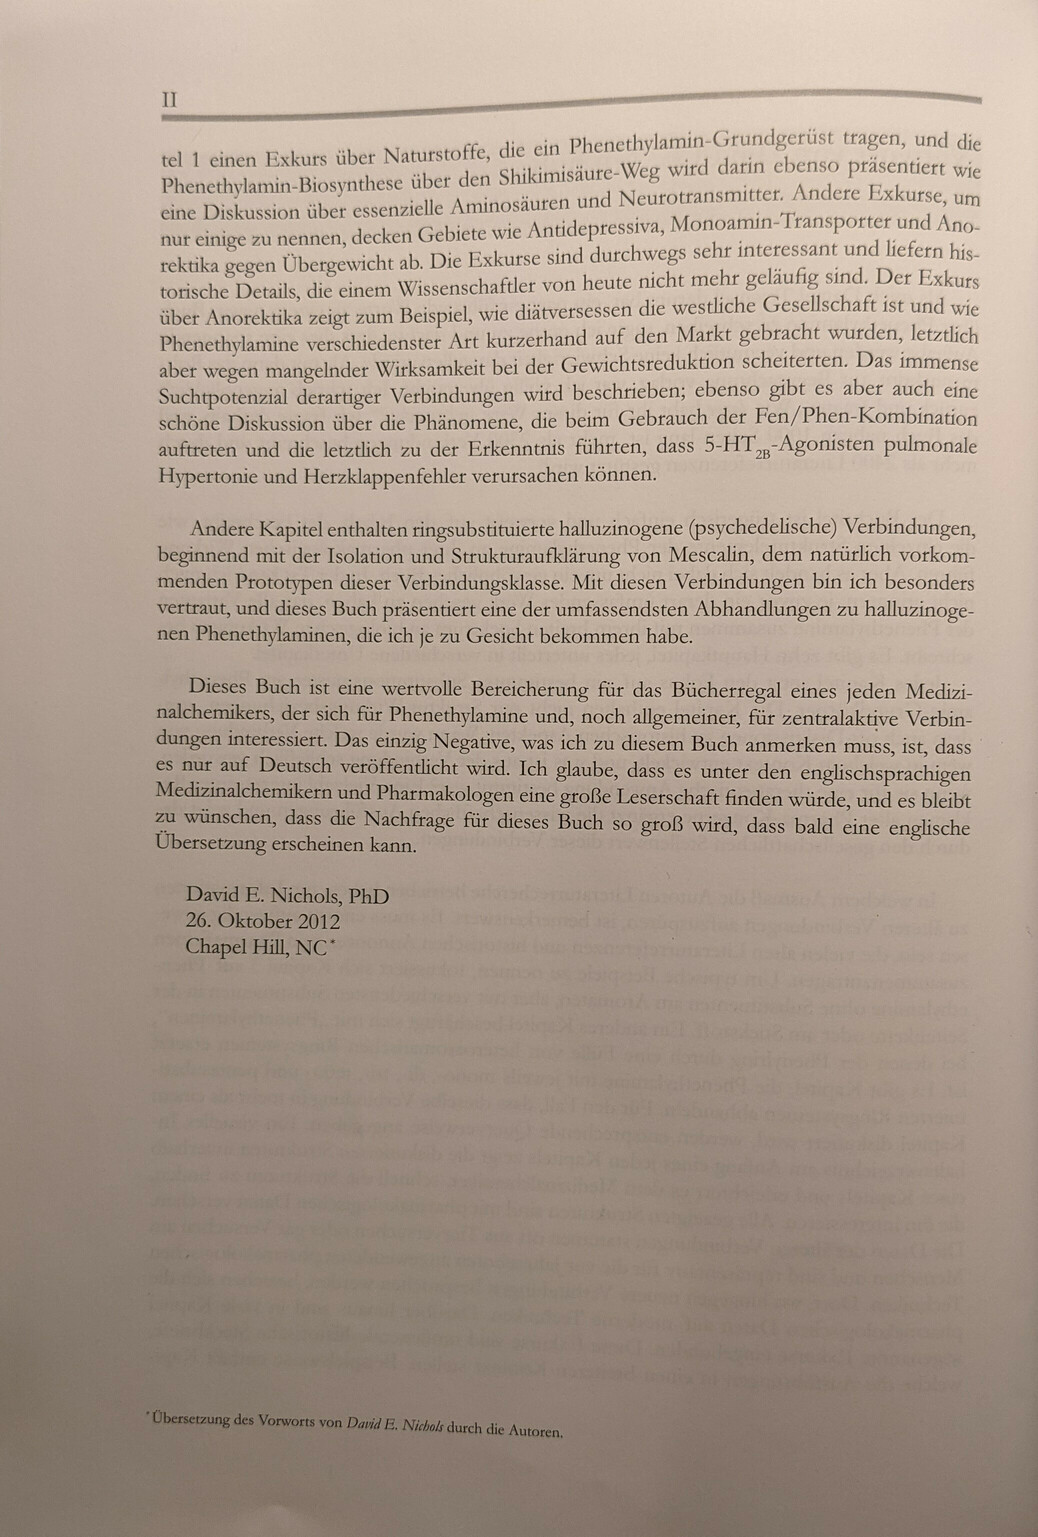 II
tel 1 einen Exkurs über Naturstoffe, die ein Phenethylamin-Grundgerüst tragen, und die
Phenethylamin-Biosynthese über den Shikimisäure-Weg wird darin ebenso präsentiert wie
eine Diskussion über essenzielle Aminosäuren und Neurotransmitter. Andere Exkurse, um
nur einige zu nennen, decken Gebiete wie Antidepressiva, Monoamin-Transporter und Ano-
rektika gegen Übergewicht ab. Die Exkurse sind durchwegs sehr interessant und liefern his-
torische Details, die einem Wissenschaftler von heute nicht mehr geläufig sind. Der Exkurs
über Anorektika zeigt zum Beispiel, wie diätversessen die westliche Gesellschaft ist und wie
Phenethylamine verschiedenster Art kurzerhand auf den Markt gebracht wurden, letztlich
aber wegen mangelnder Wirksamkeit bei der Gewichtsreduktion scheiterten. Das immense
Suchtpotenzial derartiger Verbindungen wird beschrieben; ebenso gibt es aber auch eine
schöne Diskussion über die Phänomene, die beim Gebrauch der Fen/Phen-Kombination
auftreten und die letztlich zu der Erkenntnis führten, dass 5-HT2B-Agonisten pulmonale
Hypertonie und Herzklappenfehler verursachen können.
Andere Kapitel enthalten ringsubstituierte halluzinogene (psychedelische) Verbindungen,
beginnend mit der Isolation und Strukturaufklärung von Mescalin, dem natürlich vorkom-
menden Prototypen dieser Verbindungsklasse. Mit diesen Verbindungen bin ich besonders
vertraut, und dieses Buch präsentiert eine der umfassendsten Abhandlungen zu halluzinoge-
nen Phenethylaminen, die ich je zu Gesicht bekommen habe.
Dieses Buch ist eine wertvolle Bereicherung für das Bücherregal eines jeden Medizi-
nalchemikers, der sich für Phenethylamine und, noch allgemeiner, für zentralaktive Verbin-
dungen interessiert. Das einzig Negative, was ich zu diesem Buch anmerken muss, ist, dass
es nur auf Deutsch veröffentlicht wird. Ich glaube, dass es unter den englischsprachigen
Medizinalchemikern und Pharmakologen eine große Leserschaft finden würde, und es bleibt
zu wünschen, dass die Nachfrage für dieses Buch so groß wird, dass bald eine englische
Übersetzung erscheinen kann.
David E. Nichols, PhD
26. Oktober 2012
Chapel Hill, NC*
*Übersetzung des Vorworts von David E. Nichols durch die Autoren.